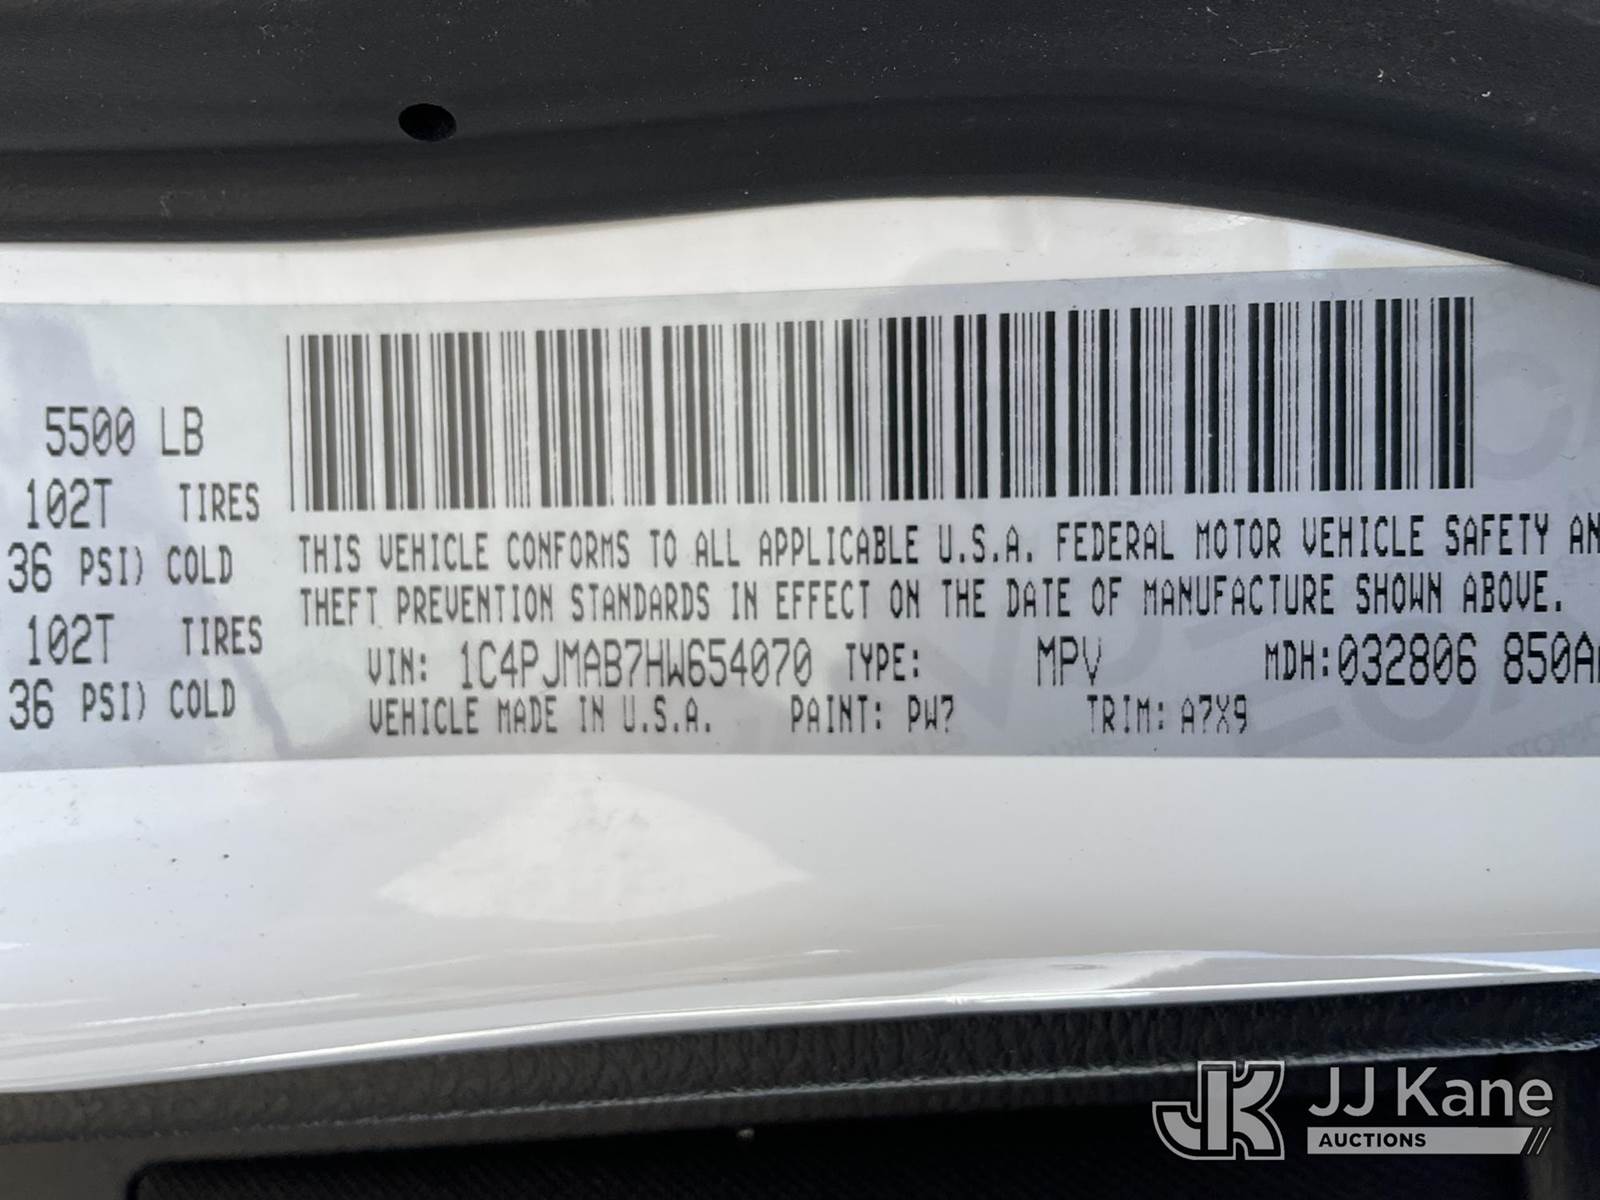 5500 LB
102T TIRES
36 PSI) COLD
102T TIRES
36 PSI) COLD
THIS VEHICLE CONFORMS TO ALL APPLICABLE U.S.A. FEDERAL MOTOR VEHICLE SAFETY AN
THEFT PREVENTION STANDARDS IN EFFECT ON THE DATE OF MANUFACTURE SHOWN ABOVE.
VIN: 1C4PJMAB7HW654070 TYPE: MPV MDH:032806 850A
VEHICLE MADE IN U.S.A. PAINT: PW7 TRIM: A7X9
JK JJ Kane
AUCTIONS